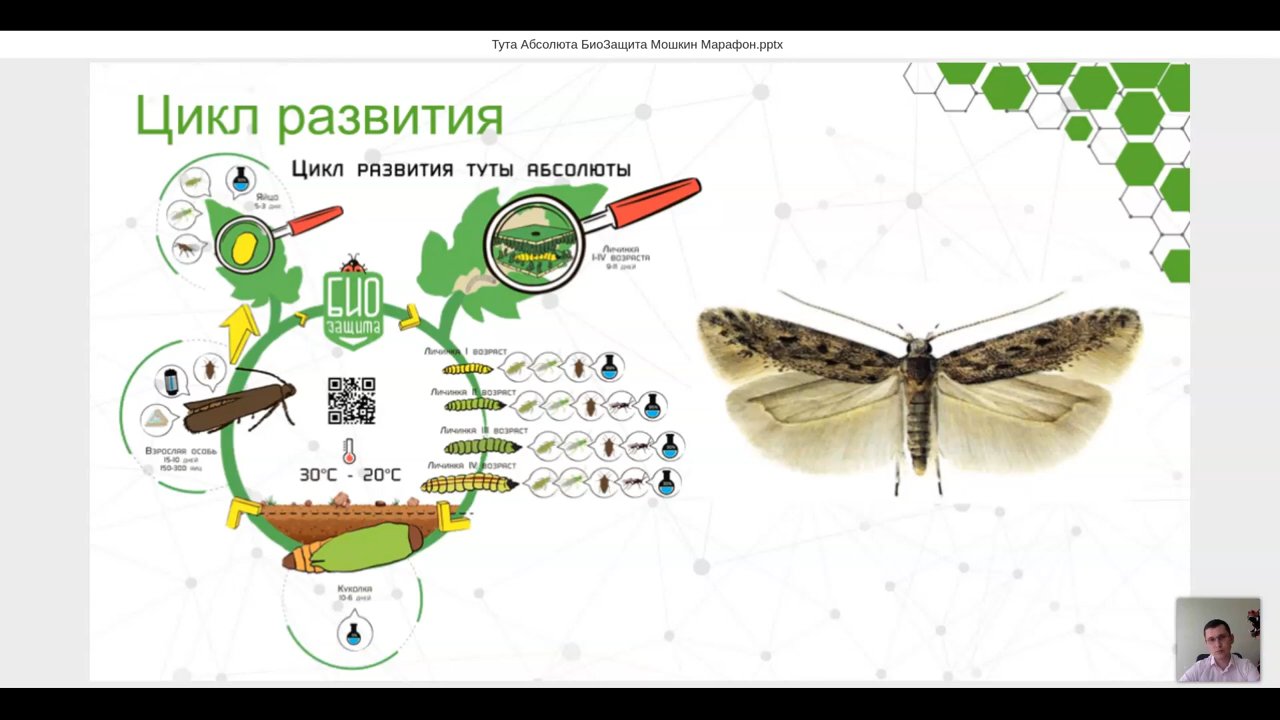 Тута Абсолюта БиоЗащита Мошкин Марафон.pptx
Цикл развития
Цикл развития туты абсолюты
Яйцо
5-3 дня
Личинка
I-IV возраста
9-11 дней
БИО
защита
Личинка I возраст
Личинка II возраст
Личинка III возраст
Личинка IV возраст
Взрослая особь
15-10 дней
150-300 яиц
30°C - 20°C
Куколка
10-6 дней